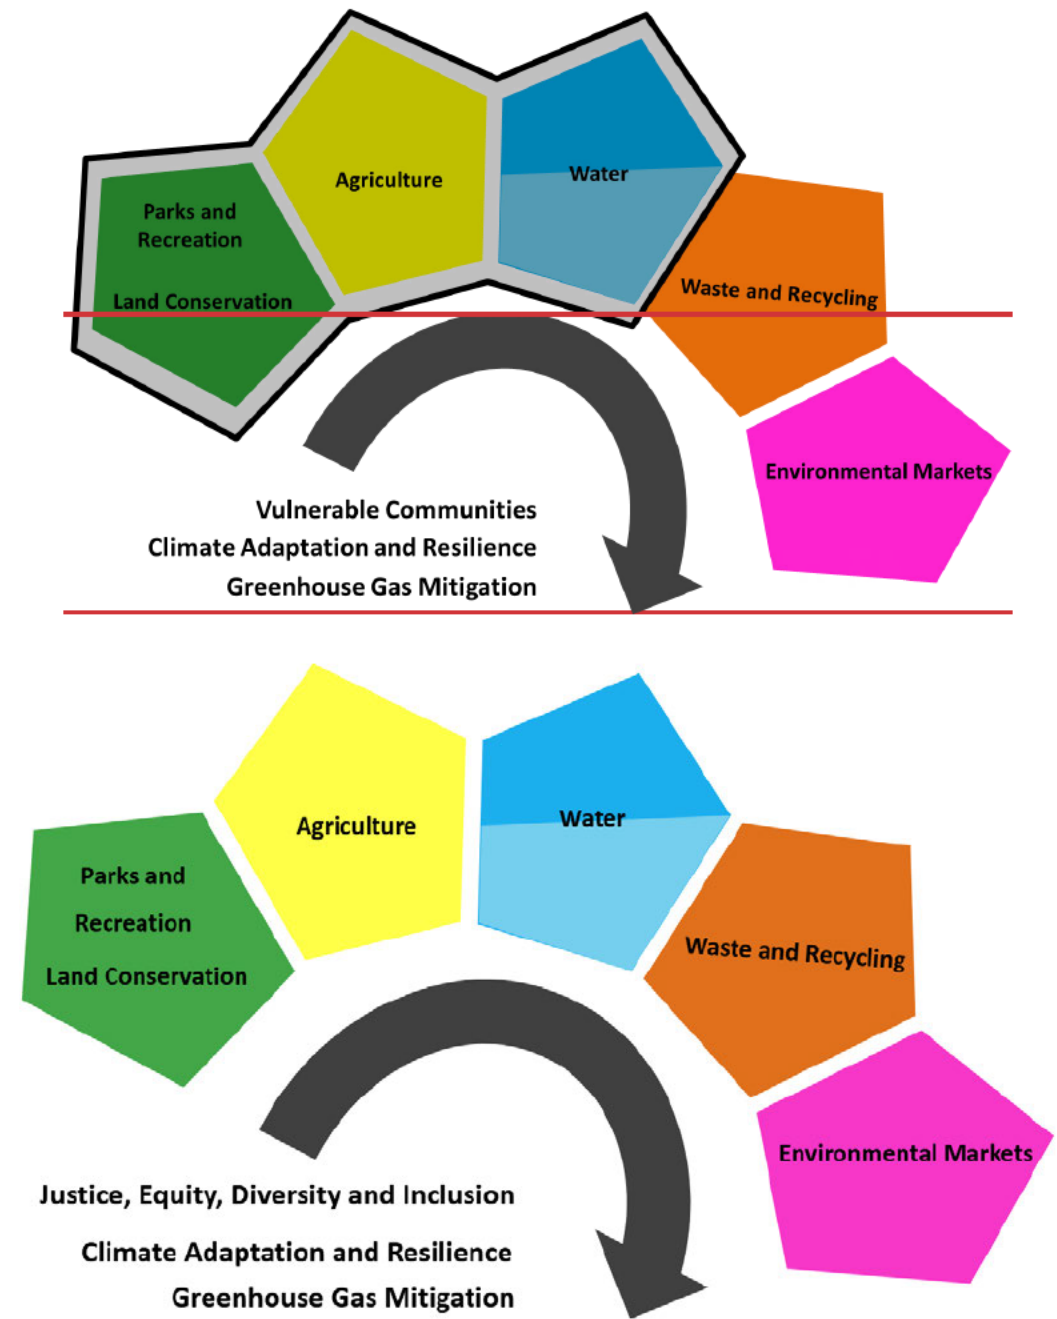 Agriculture
Water
Parks and
Recreation
Land Conservation
Waste and Recycling
Environmental Markets
Vulnerable Communities
Climate Adaptation and Resilience
Greenhouse Gas Mitigation
Agriculture
Water
Parks and
Recreation
Land Conservation
Waste and Recycling
Environmental Markets
Justice, Equity, Diversity and Inclusion
Climate Adaptation and Resilience
Greenhouse Gas Mitigation